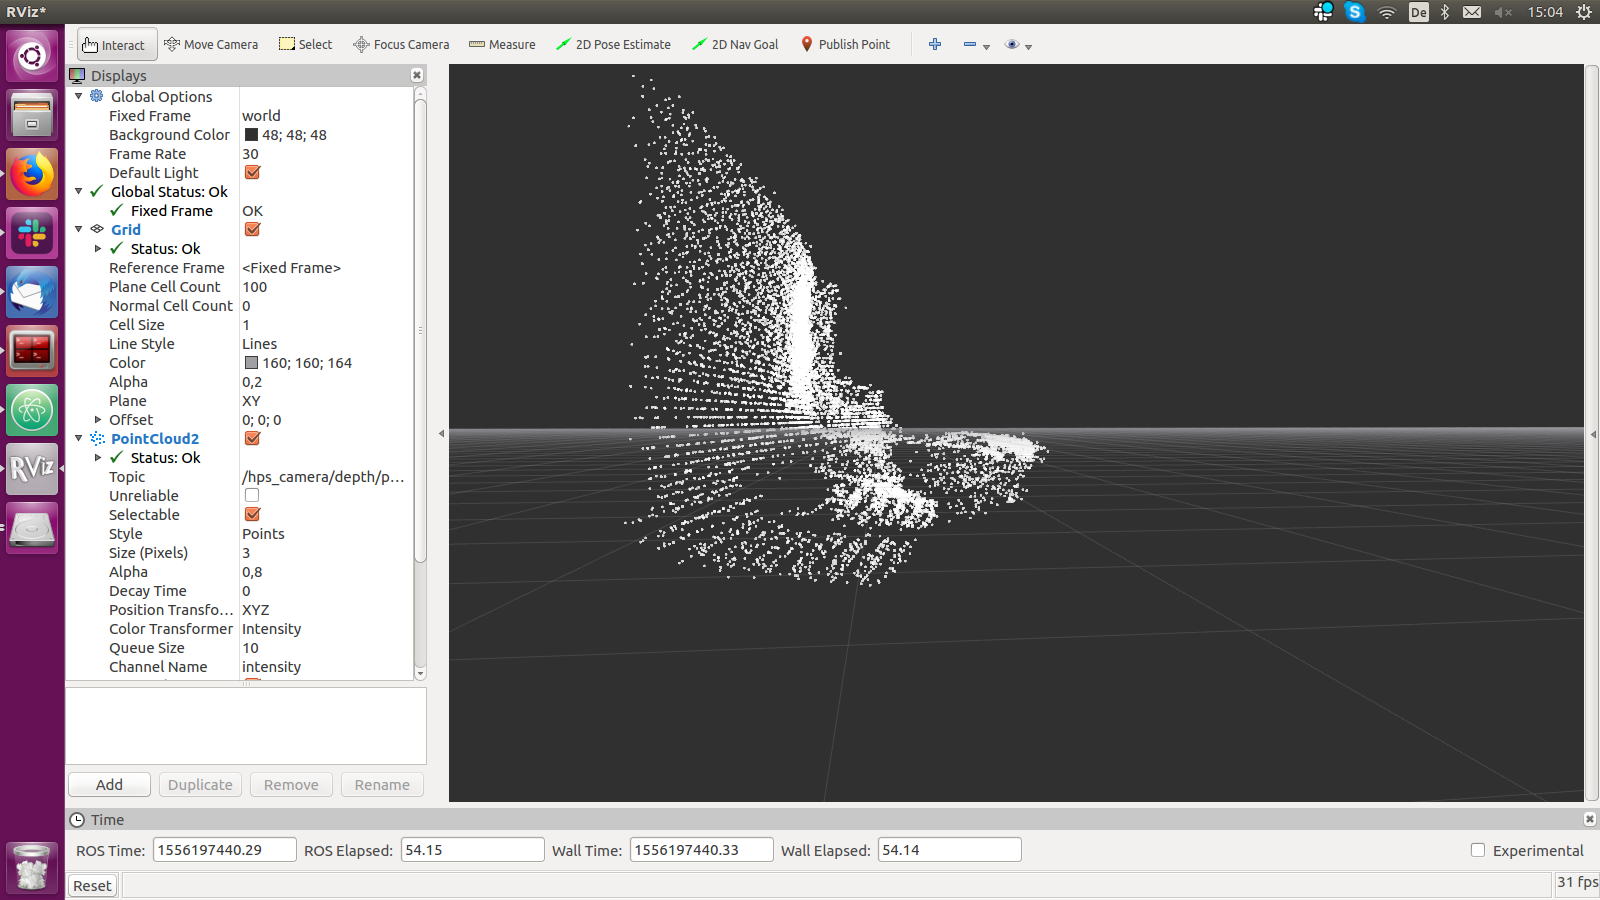 RViz*
De
15:04
Interact
Move Camera
Select
Focus Camera
Measure
2D Pose Estimate
2D Nav Goal
Publish Point
Displays
Global Options
Fixed Frame world
Background Color 48; 48; 48
Frame Rate 30
Default Light
Global Status: Ok
Fixed Frame OK
Grid
Status: Ok
Reference Frame <Fixed Frame>
Plane Cell Count 100
Normal Cell Count 0
Cell Size 1
Line Style Lines
Color 160; 160; 164
Alpha 0,2
Plane XY
Offset 0; 0; 0
PointCloud2
Status: Ok
Topic /hps_camera/depth/p...
Unreliable
Selectable
Style Points
Size (Pixels) 3
Alpha 0,8
Decay Time 0
Position Transfo... XYZ
Color Transformer Intensity
Queue Size 10
Channel Name intensity
RViz
Add
Duplicate
Remove
Rename
Time
ROS Time: 1556197440.29 ROS Elapsed: 54.15 Wall Time: 1556197440.33 Wall Elapsed: 54.14 Experimental
Reset
31 fps